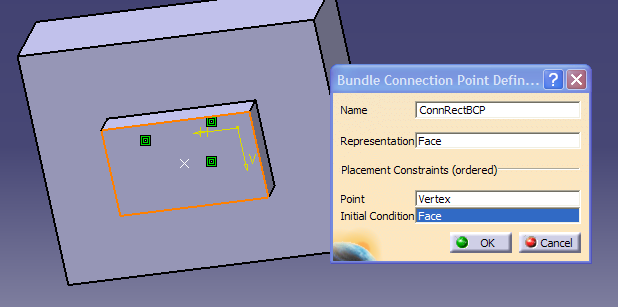 Bundle Connection Point Defin... ?
Name ConnRectBCP
Representation Face
Placement Constraints (ordered)
Point Vertex
Initial Condition Face
OK Cancel
V